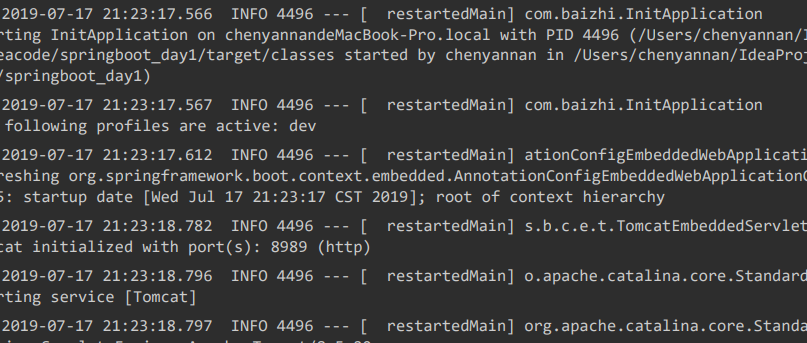 2019-07-17 21:23:17.566  INFO 4496 --- [  restartedMain] com.baizhi.InitApplication
rting InitApplication on chenyannandeMacBook-Pro.local with PID 4496 (/Users/chenyannan/I
eacode/springboot_day1/target/classes started by chenyannan in /Users/chenyannan/IdeaProj
/springboot_day1)
2019-07-17 21:23:17.567  INFO 4496 --- [  restartedMain] com.baizhi.InitApplication
following profiles are active: dev
2019-07-17 21:23:17.612  INFO 4496 --- [  restartedMain] ationConfigEmbeddedWebApplicati
reshing org.springframework.boot.context.embedded.AnnotationConfigEmbeddedWebApplicationC
5: startup date [Wed Jul 17 21:23:17 CST 2019]; root of context hierarchy
2019-07-17 21:23:18.782  INFO 4496 --- [  restartedMain] s.b.c.e.t.TomcatEmbeddedServlet
cat initialized with port(s): 8989 (http)
2019-07-17 21:23:18.796  INFO 4496 --- [  restartedMain] o.apache.catalina.core.Standard
rting service [Tomcat]
2019-07-17 21:23:18.797  INFO 4496 --- [  restartedMain] org.apache.catalina.core.Stand